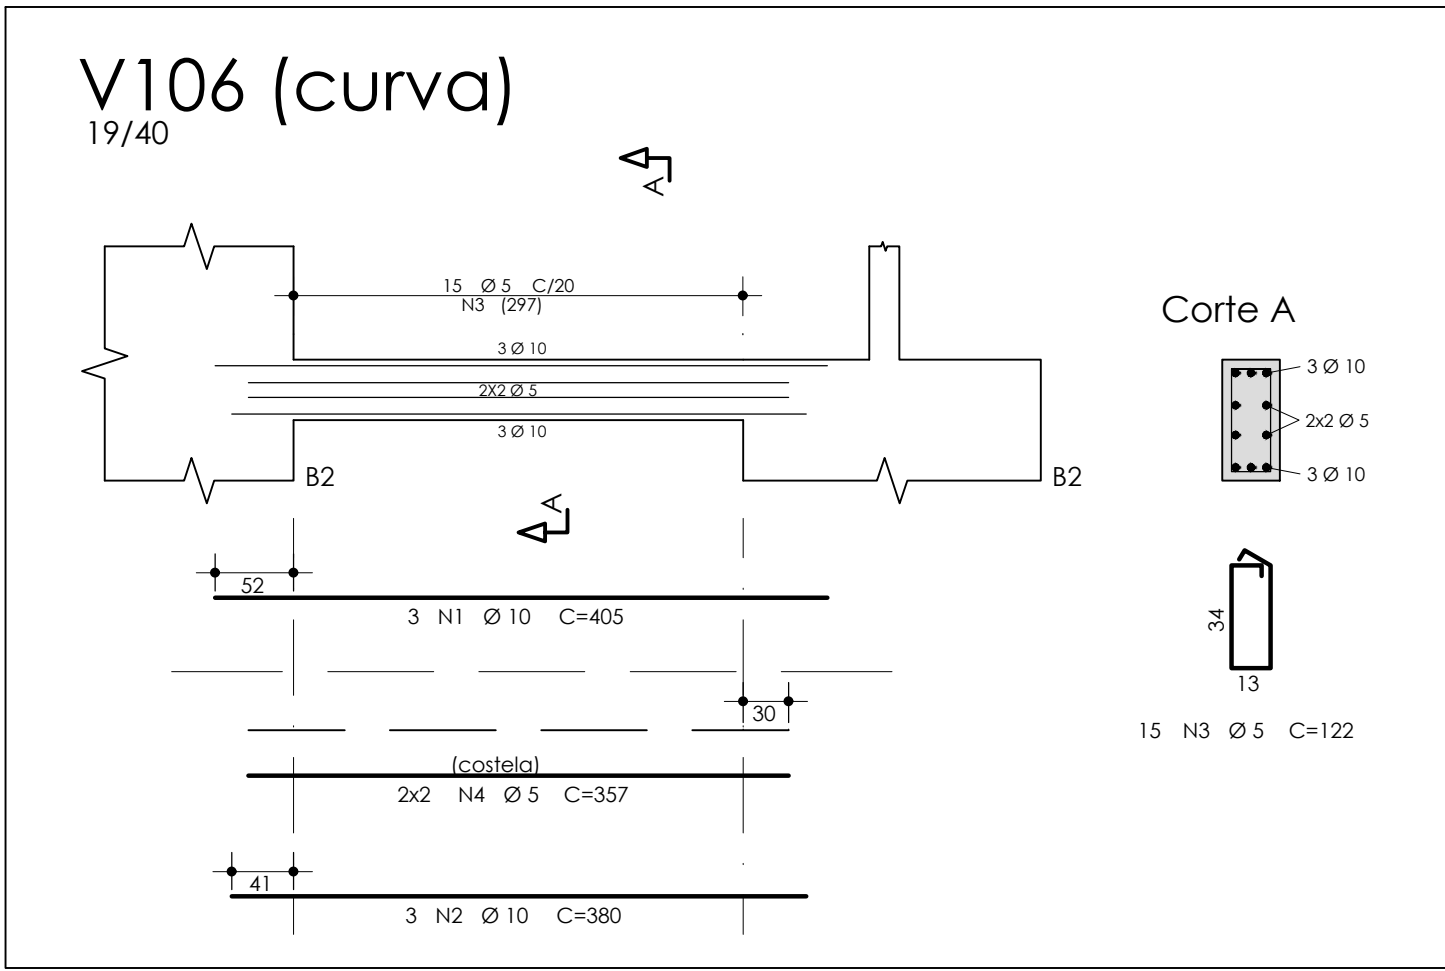 V106 (curva)
19/40
A
15 Ø 5 C/20
N3 (297)
3 Ø 10
2X2 Ø 5
3 Ø 10
B2
B2
A
52
3 N1 Ø 10 C=405
30
(costela)
2x2 N4 Ø 5 C=357
41
3 N2 Ø 10 C=380
Corte A
3 Ø 10
2x2 Ø 5
3 Ø 10
34
13
15 N3 Ø 5 C=122